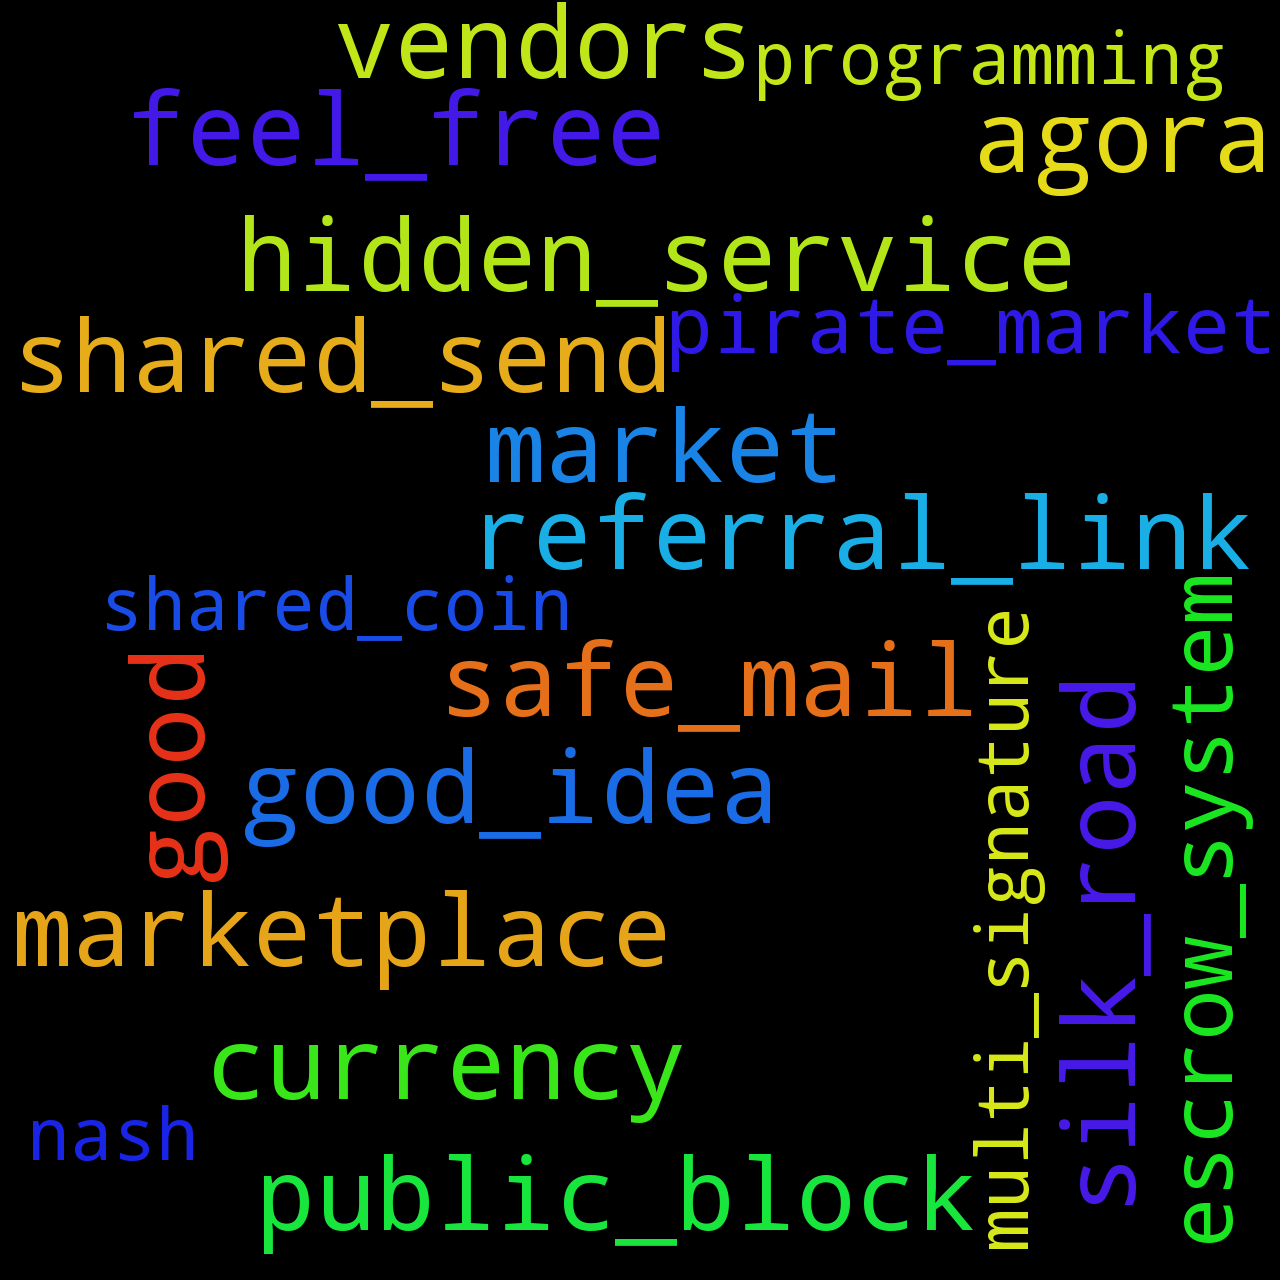 vendors
programming
feel_free
agora
hidden_service
pirate_market
shared_send
market
referral_link
shared_coin
safe_mail
good
good_idea
multi_signature
silk_road
escrow_system
marketplace
currency
nash
public_block